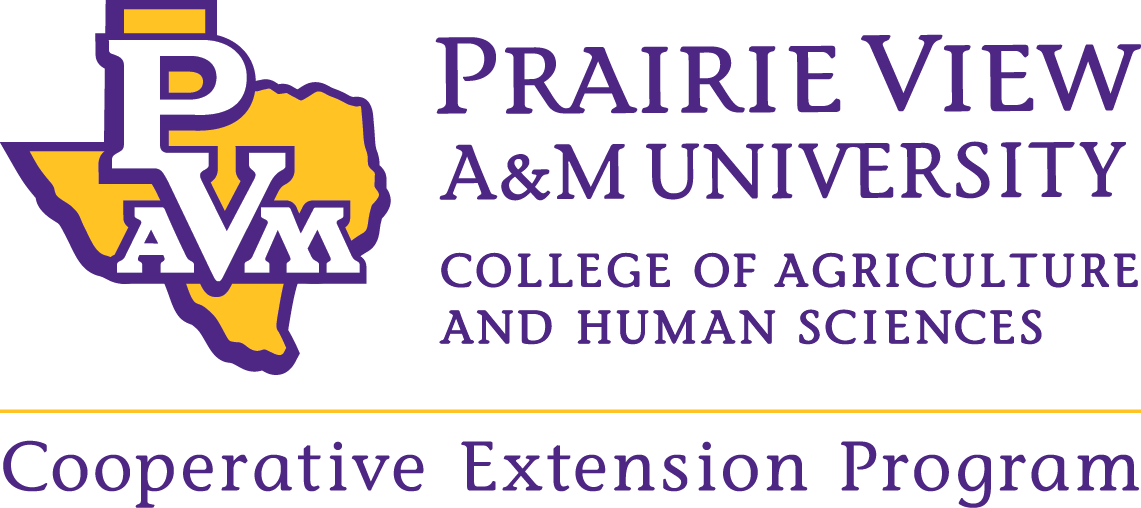 PVAM
PRAIRIE VIEW
A&M UNIVERSITY
COLLEGE OF AGRICULTURE
AND HUMAN SCIENCES
Cooperative Extension Program